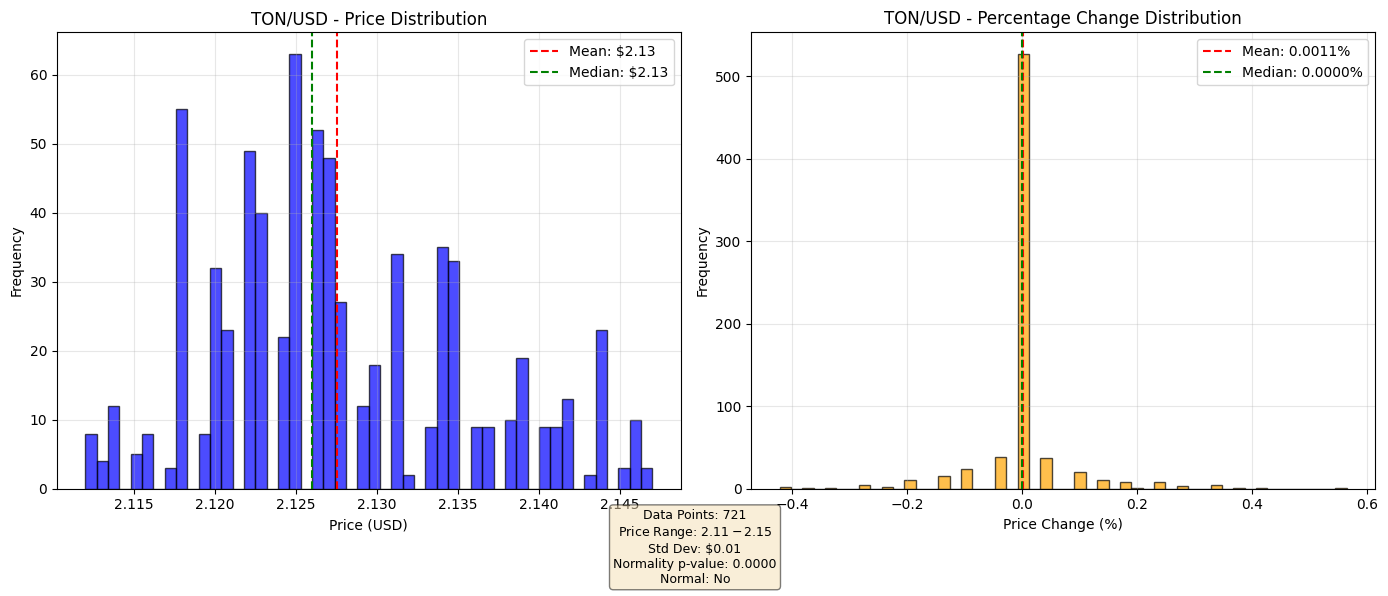 TON/USD - Price Distribution
Mean: $2.13
Median: $2.13
60
50
40
30
20
10
0
Frequency
2.115
2.120
2.125
2.130
2.135
2.140
2.145
Price (USD)
TON/USD - Percentage Change Distribution
Mean: 0.0011%
Median: 0.0000%
500
400
300
200
100
0
Frequency
−0.4
−0.2
0.0
0.2
0.4
0.6
Price Change (%)
Data Points: 721
Price Range: 2.11 − 2.15
Std Dev: $0.01
Normality p-value: 0.0000
Normal: No